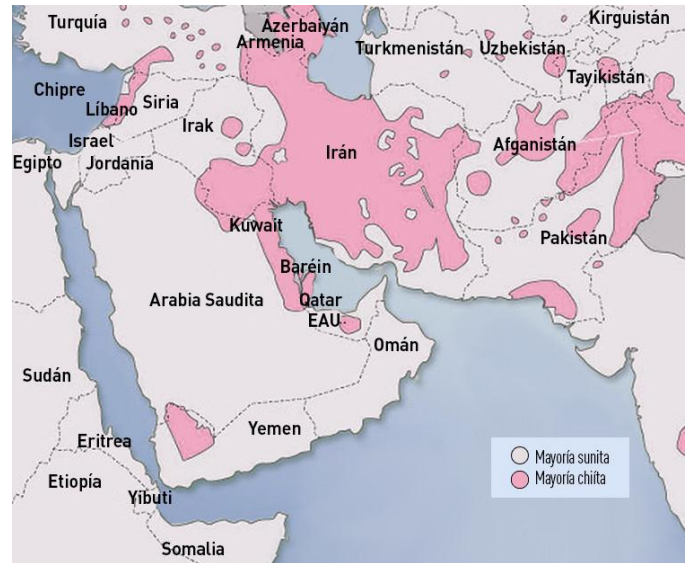 Turquía
Azerbaiyán
Armenia
Turkmenistán
Uzbekistán
Kirguistán
Tayikistán
Chipre
Líbano
Siria
Irak
Irán
Afganistán
Israel
Egipto
Jordania
Kuwait
Pakistán
Baréin
Arabia Saudita
Qatar
EAU
Omán
Sudán
Yemen
Eritrea
Etiopía
Yibuti
Somalia
Mayoría sunita
Mayoría chiíta